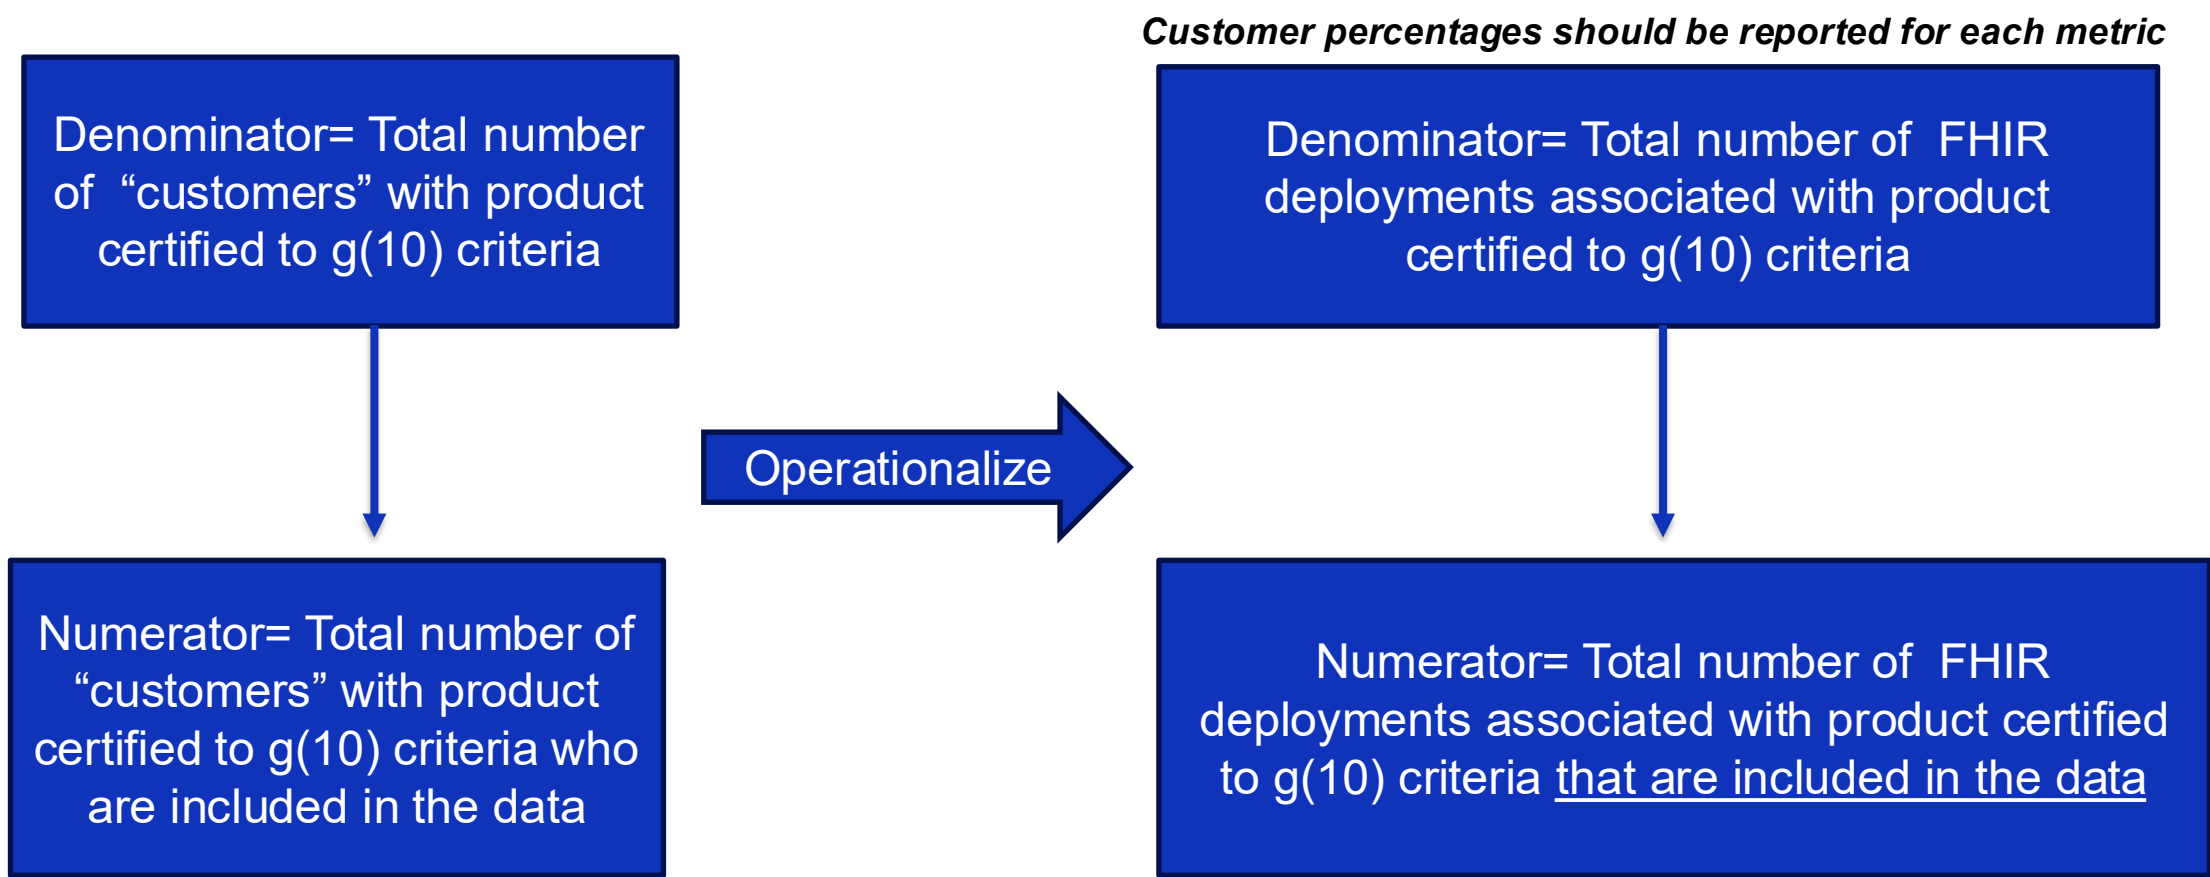 Customer percentages should be reported for each metric
Denominator= Total number
of “customers” with product
certified to g(10) criteria
Denominator= Total number of FHIR
deployments associated with product
certified to g(10) criteria
Operationalize
Numerator= Total number of
“customers” with product
certified to g(10) criteria who
are included in the data
Numerator= Total number of FHIR
deployments associated with product certified
to g(10) criteria that are included in the data